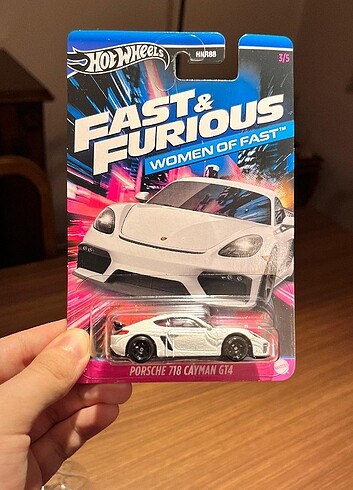 Hot Wheels
HNR88
3/5
FAST &
FURIOUS
WOMEN OF FAST™
PORSCHE 718 CAYMAN GT4